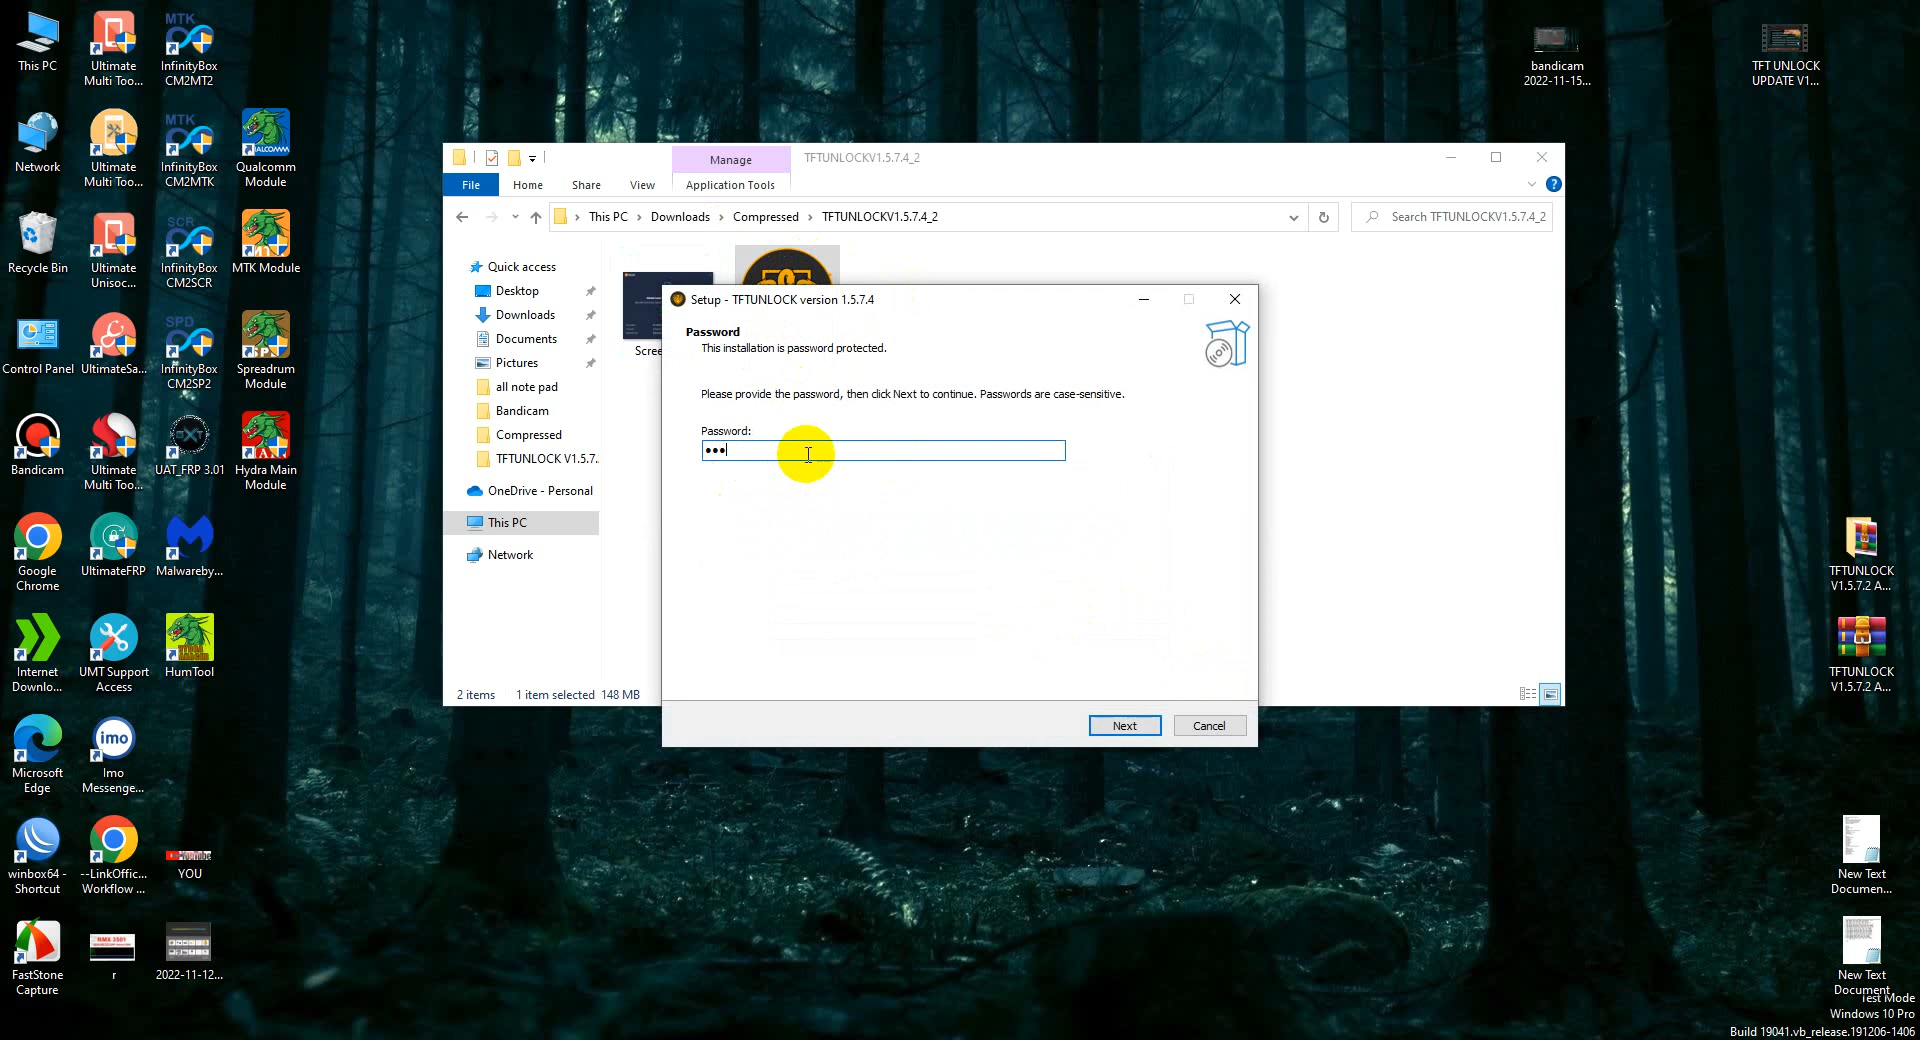 This PC
Ultimate
Multi Too...
MTK
InfinityBox
CM2MT2
Network
Ultimate
Multi Too...
MTK
InfinityBox
CM2MTK
Qualcomm
Module
Recycle Bin
Ultimate
Unisoc...
SCR
InfinityBox
CM2SCR
MTK Module
Control Panel
UltimateSa...
SPD
InfinityBox
CM2SP2
Spreadrum
Module
Bandicam
Ultimate
Multi Too...
UAT_FRP 3.01
Hydra Main
Module
Google
Chrome
UltimateFRP
Malwareby...
Internet
Downlo...
UMT Support
Access
HumTool
Microsoft
Edge
imo
Imo
Messenge...
winbox64 -
Shortcut
--LinkOffic...
Workflow ...
YOU
FastStone
Capture
RMX 3501
r
2022-11-12...
bandicam
2022-11-15...
TFT UNLOCK
UPDATE V1...
Manage
TFTUNLOCKV1.5.7.4_2
File
Home
Share
View
Application Tools
This PC
Downloads
Compressed
TFTUNLOCKV1.5.7.4_2
Search TFTUNLOCKV1.5.7.4_2
Quick access
Desktop
Downloads
Documents
Pictures
all note pad
Bandicam
Compressed
TFTUNLOCK V1.5.7.
OneDrive - Personal
This PC
Network
Scree
2 items
1 item selected 148 MB
Setup - TFTUNLOCK version 1.5.7.4
Password
This installation is password protected.
Please provide the password, then click Next to continue. Passwords are case-sensitive.
Password:
Next
Cancel
TFTUNLOCK
V1.5.7.2 A...
TFTUNLOCK
V1.5.7.2 A...
New Text
Documen...
New Text
Document
Test Mode
Windows 10 Pro
Build 19041.vb_release.191206-1406